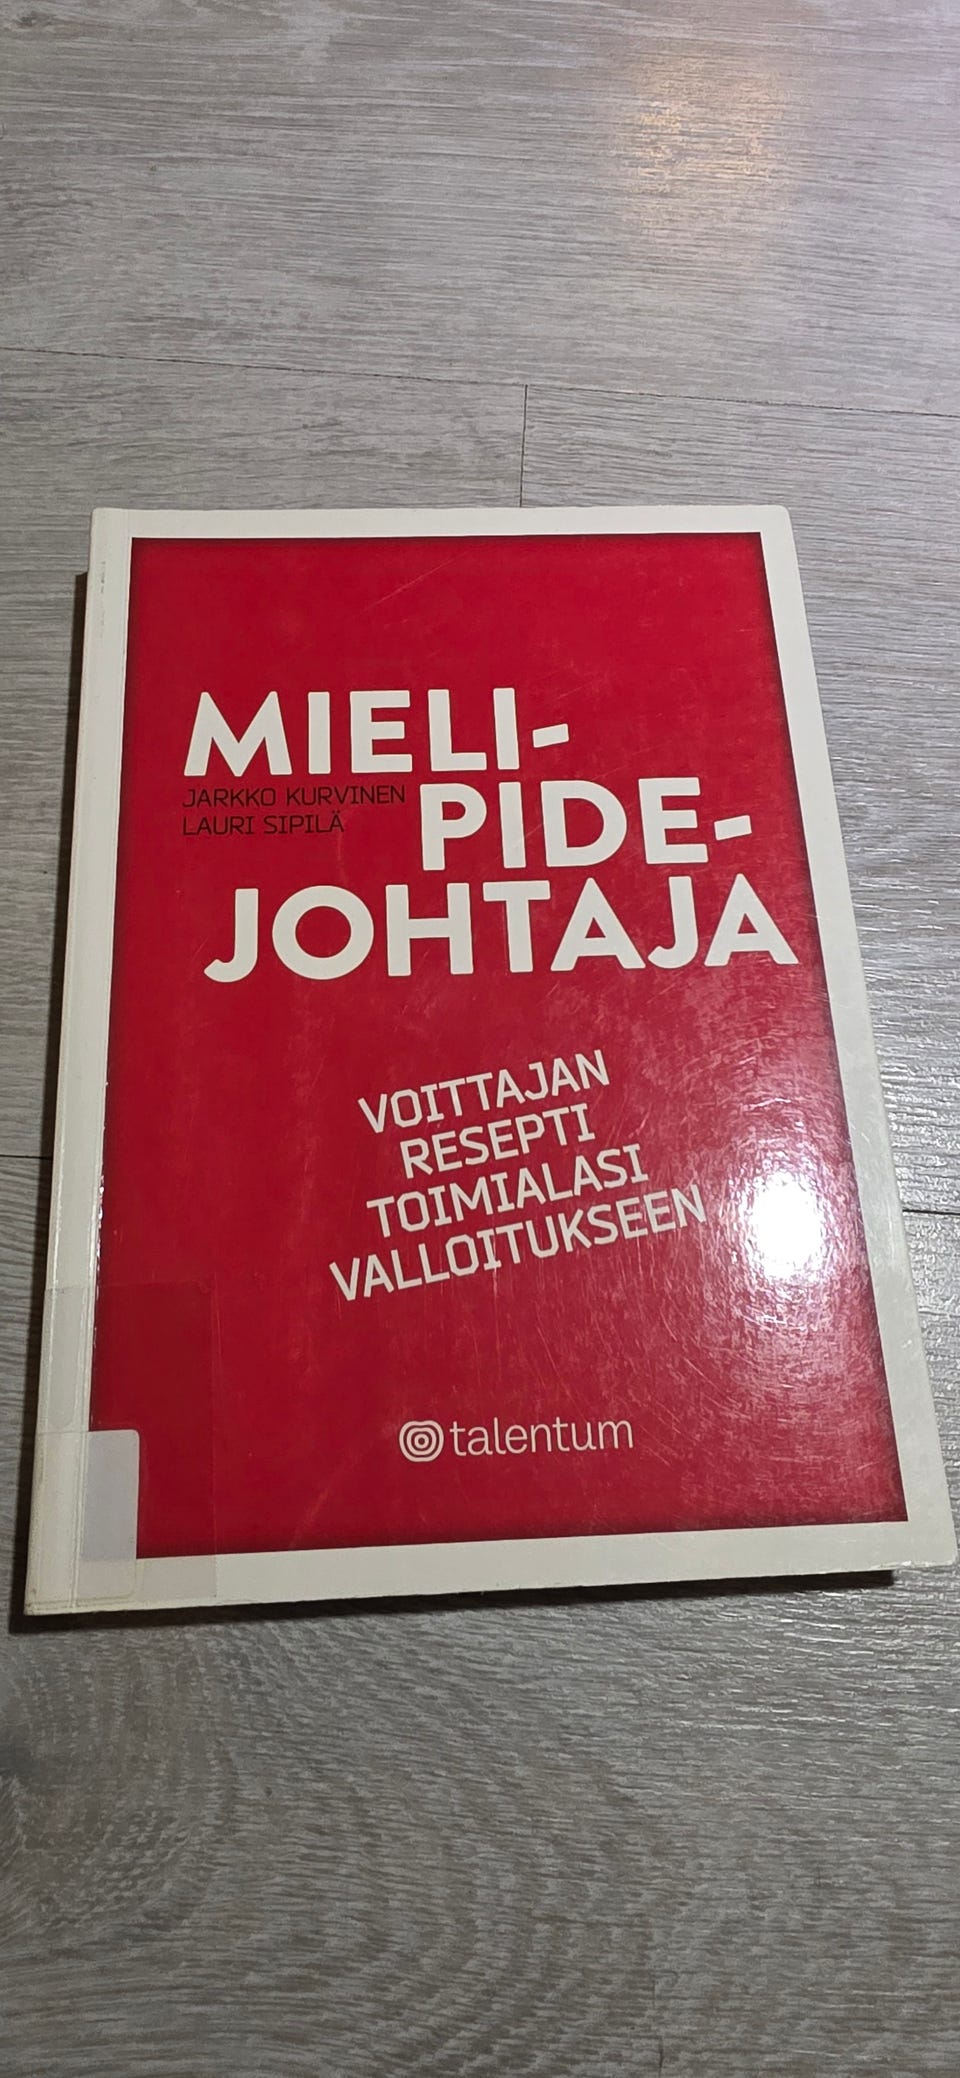 MIELI-
JARKKO KURVINEN
LAURI SIPILÄ
PIDE-
JOHTAJA
VOITTAJAN
RESEPTI
TOIMIALASI
VALLOITUKSEEN
talentum